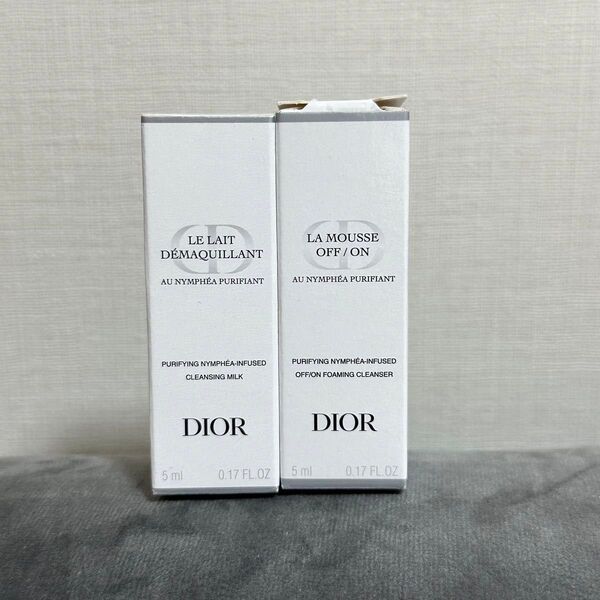 LE LAIT
DÉMAQUILLANT
AU NYMPHÉA PURIFIANT
PURIFYING NYMPHÉA-INFUSED
CLEANSING MILK
DIOR
5 ml 0.17 FL.OZ
LA MOUSSE
OFF/ON
AU NYMPHÉA PURIFIANT
PURIFYING NYMPHÉA-INFUSED
OFF/ON FOAMING CLEANSER
DIOR
5 ml 0.17 FL.OZ